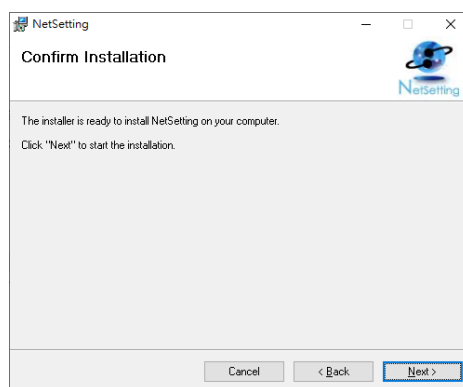 NetSetting
Confirm Installation
NetSetting
The installer is ready to install NetSetting on your computer.
Click "Next" to start the installation.
Cancel
< Back
Next >